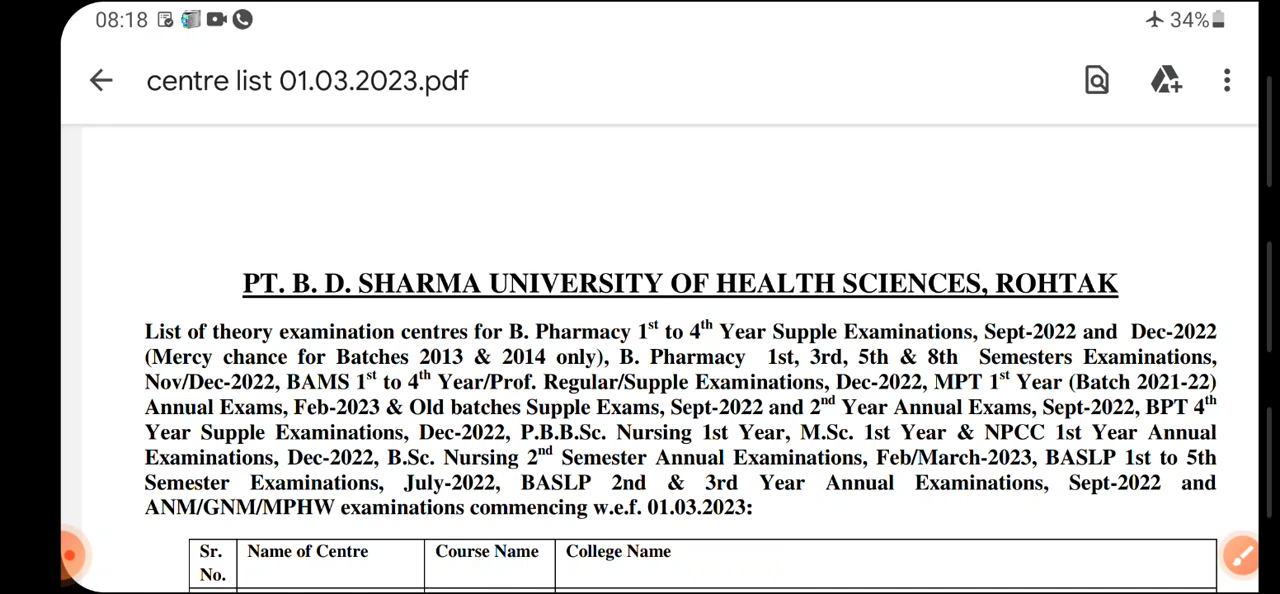 08:18
34%
centre list 01.03.2023.pdf
PT. B. D. SHARMA UNIVERSITY OF HEALTH SCIENCES, ROHTAK
List of theory examination centres for B. Pharmacy 1st to 4th Year Supple Examinations, Sept-2022 and Dec-2022
(Mercy chance for Batches 2013 & 2014 only), B. Pharmacy 1st, 3rd, 5th & 8th Semesters Examinations,
Nov/Dec-2022, BAMS 1st to 4th Year/Prof. Regular/Supple Examinations, Dec-2022, MPT 1st Year (Batch 2021-22)
Annual Exams, Feb-2023 & Old batches Supple Exams, Sept-2022 and 2nd Year Annual Exams, Sept-2022, BPT 4th
Year Supple Examinations, Dec-2022, P.B.B.Sc. Nursing 1st Year, M.Sc. 1st Year & NPCC 1st Year Annual
Examinations, Dec-2022, B.Sc. Nursing 2nd Semester Annual Examinations, Feb/March-2023, BASLP 1st to 5th
Semester Examinations, July-2022, BASLP 2nd & 3rd Year Annual Examinations, Sept-2022 and
ANM/GNM/MPHW examinations commencing w.e.f. 01.03.2023:
Sr. No.
Name of Centre
Course Name
College Name